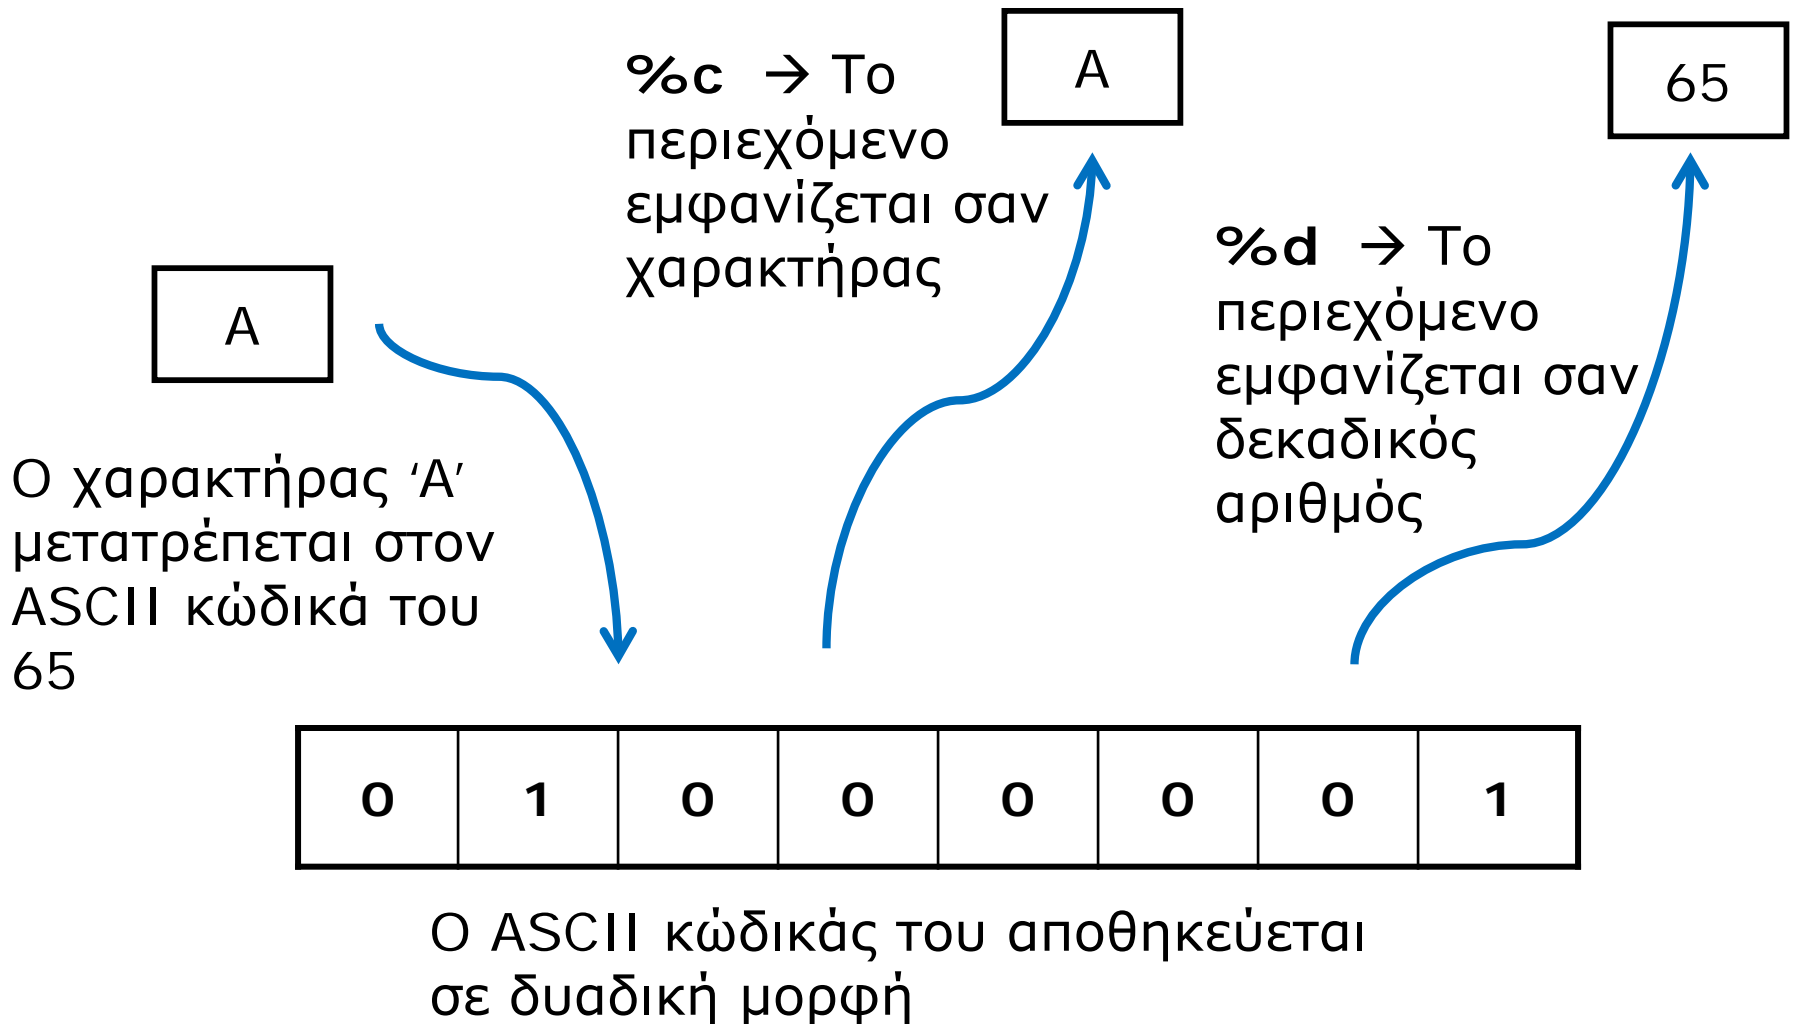 A
Ο χαρακτήρας ‘Α’
μετατρέπεται στον
ASCII κώδικά του
65
%c → Το
περιεχόμενο
εμφανίζεται σαν
χαρακτήρας
A
%d → Το
περιεχόμενο
εμφανίζεται σαν
δεκαδικός
αριθμός
65
0 1 0 0 0 0 0 1
Ο ASCII κώδικάς του αποθηκεύεται
σε δυαδική μορφή